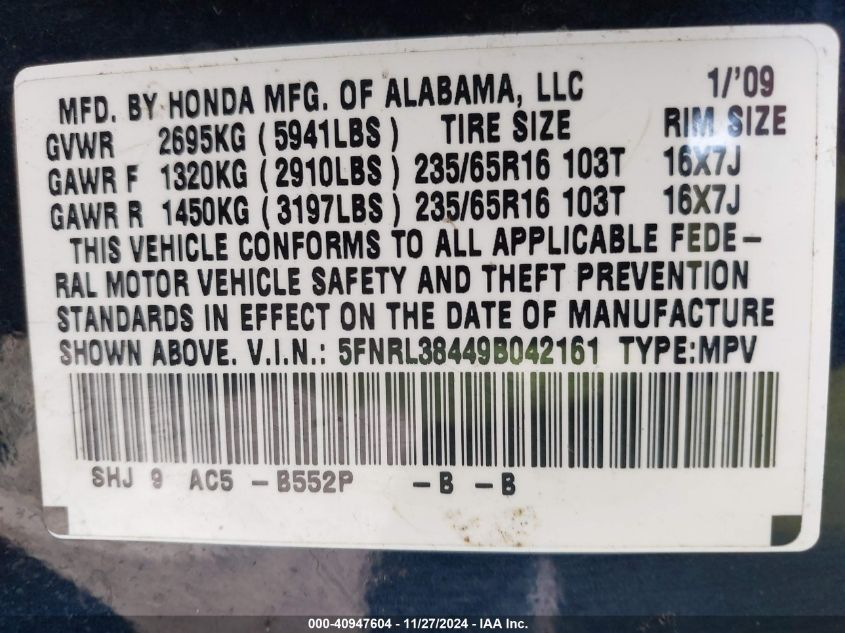 MFD. BY HONDA MFG. OF ALABAMA, LLC 1/'09
GVWR 2695KG (5941LBS) TIRE SIZE RIM SIZE
GAWR F 1320KG (2910LBS) 235/65R16 103T 16X7J
GAWR R 1450KG (3197LBS) 235/65R16 103T 16X7J
THIS VEHICLE CONFORMS TO ALL APPLICABLE FEDE-
RAL MOTOR VEHICLE SAFETY AND THEFT PREVENTION
STANDARDS IN EFFECT ON THE DATE OF MANUFACTURE
SHOWN ABOVE. V.I.N.: 5FNRL38449B042161 TYPE:MPV
SHJ 9 AC5 -B552P -B -B
000-40947604 - 11/27/2024 - IAA Inc.